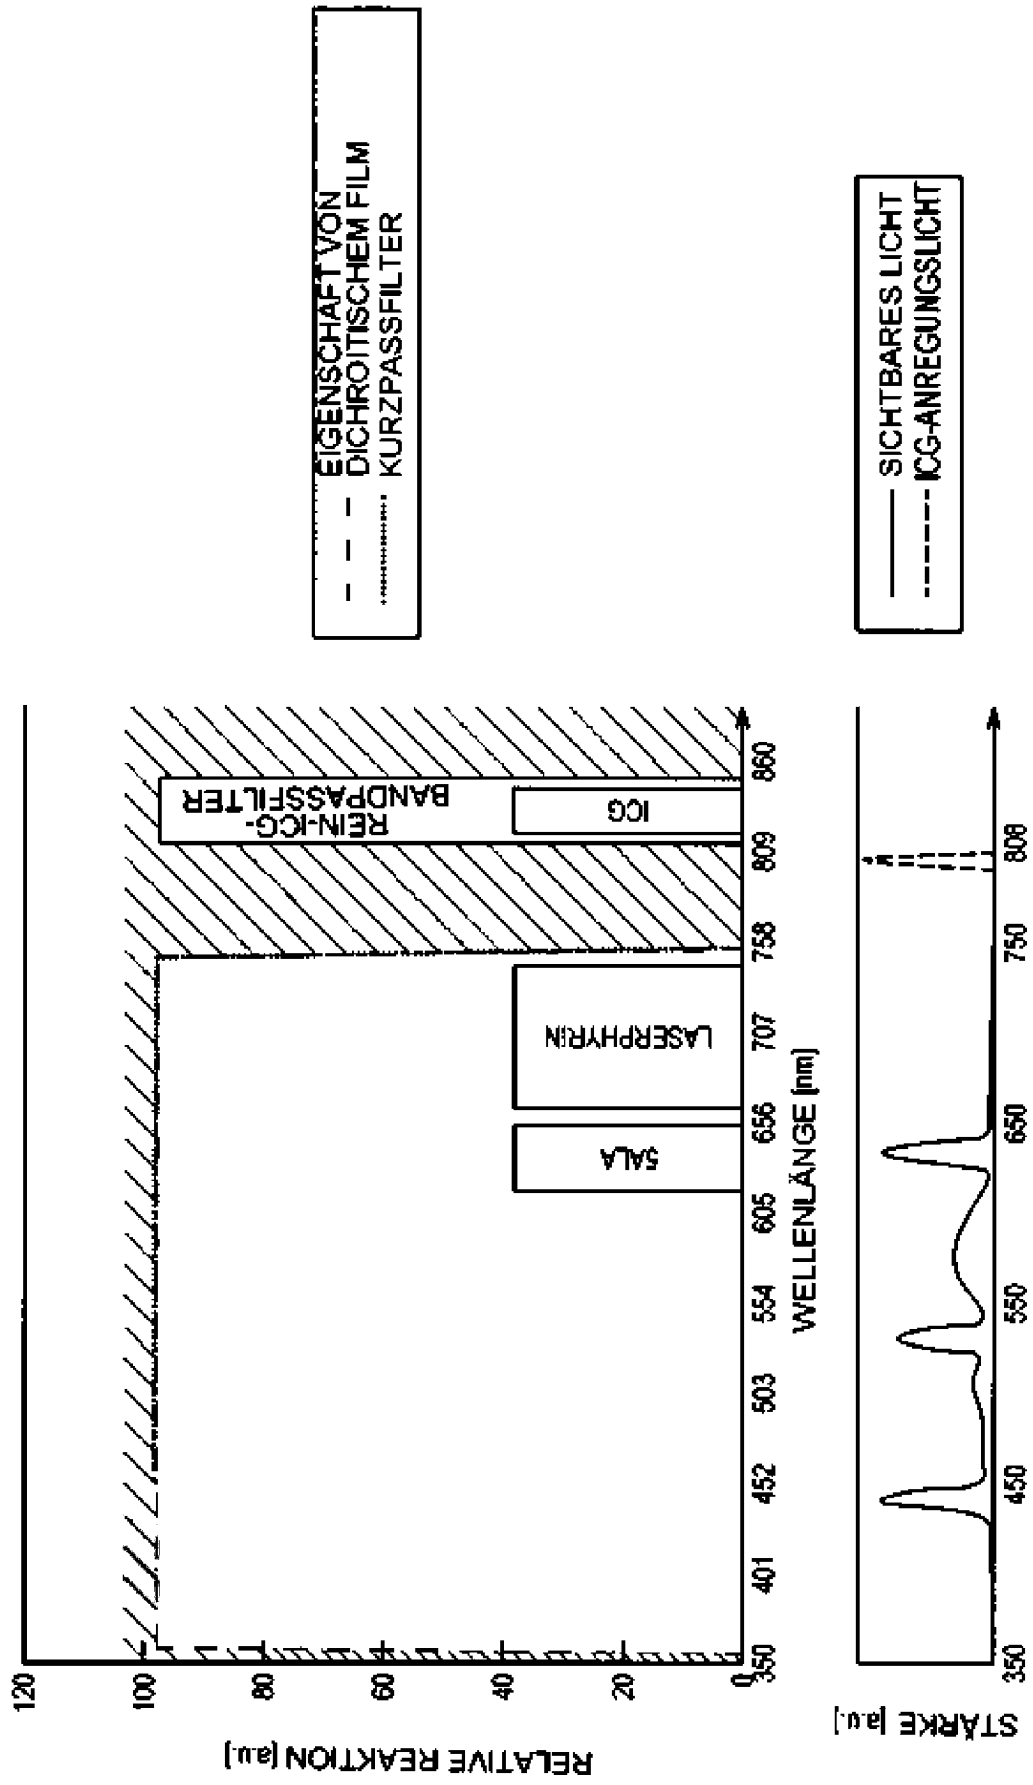 120
100
80
60
40
20
0
RELATIVE REAKTION [a.u.]
REIN-ICG-
BANDPASSFILTER
ICG
LASERPHYRIN
5ALA
350
401
452
503
554
605
656
707
758
809
860
WELLENLÄNGE [nm]
EIGENSCHAFT VON
DICHROITISCHEM FILM
KURZPASSFILTER
STÄRKE [a.u.]
350
450
550
650
750
808
SICHTBARES LICHT
ICG-ANREGUNGSLICHT